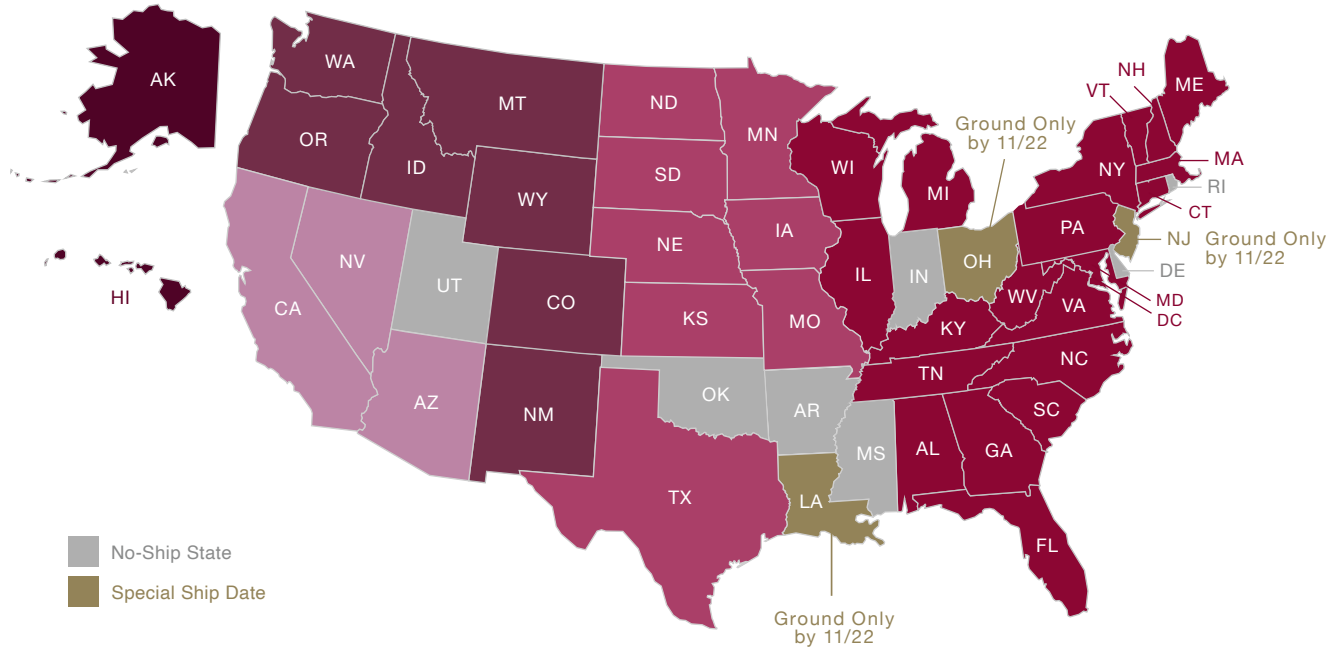 AK
WA
MT
ND
MN
NH
VT
ME
OR
ID
SD
WI
MI
Ground Only
by 11/22
NY
MA
RI
CT
WY
NE
IA
PA
NJ
Ground Only
by 11/22
NV
UT
CO
IL
IN
OH
DE
MD
DC
HI
CA
KS
MO
KY
WV
VA
AZ
NM
OK
AR
TN
NC
SC
MS
AL
GA
TX
LA
FL
No-Ship State
Special Ship Date
Ground Only
by 11/22